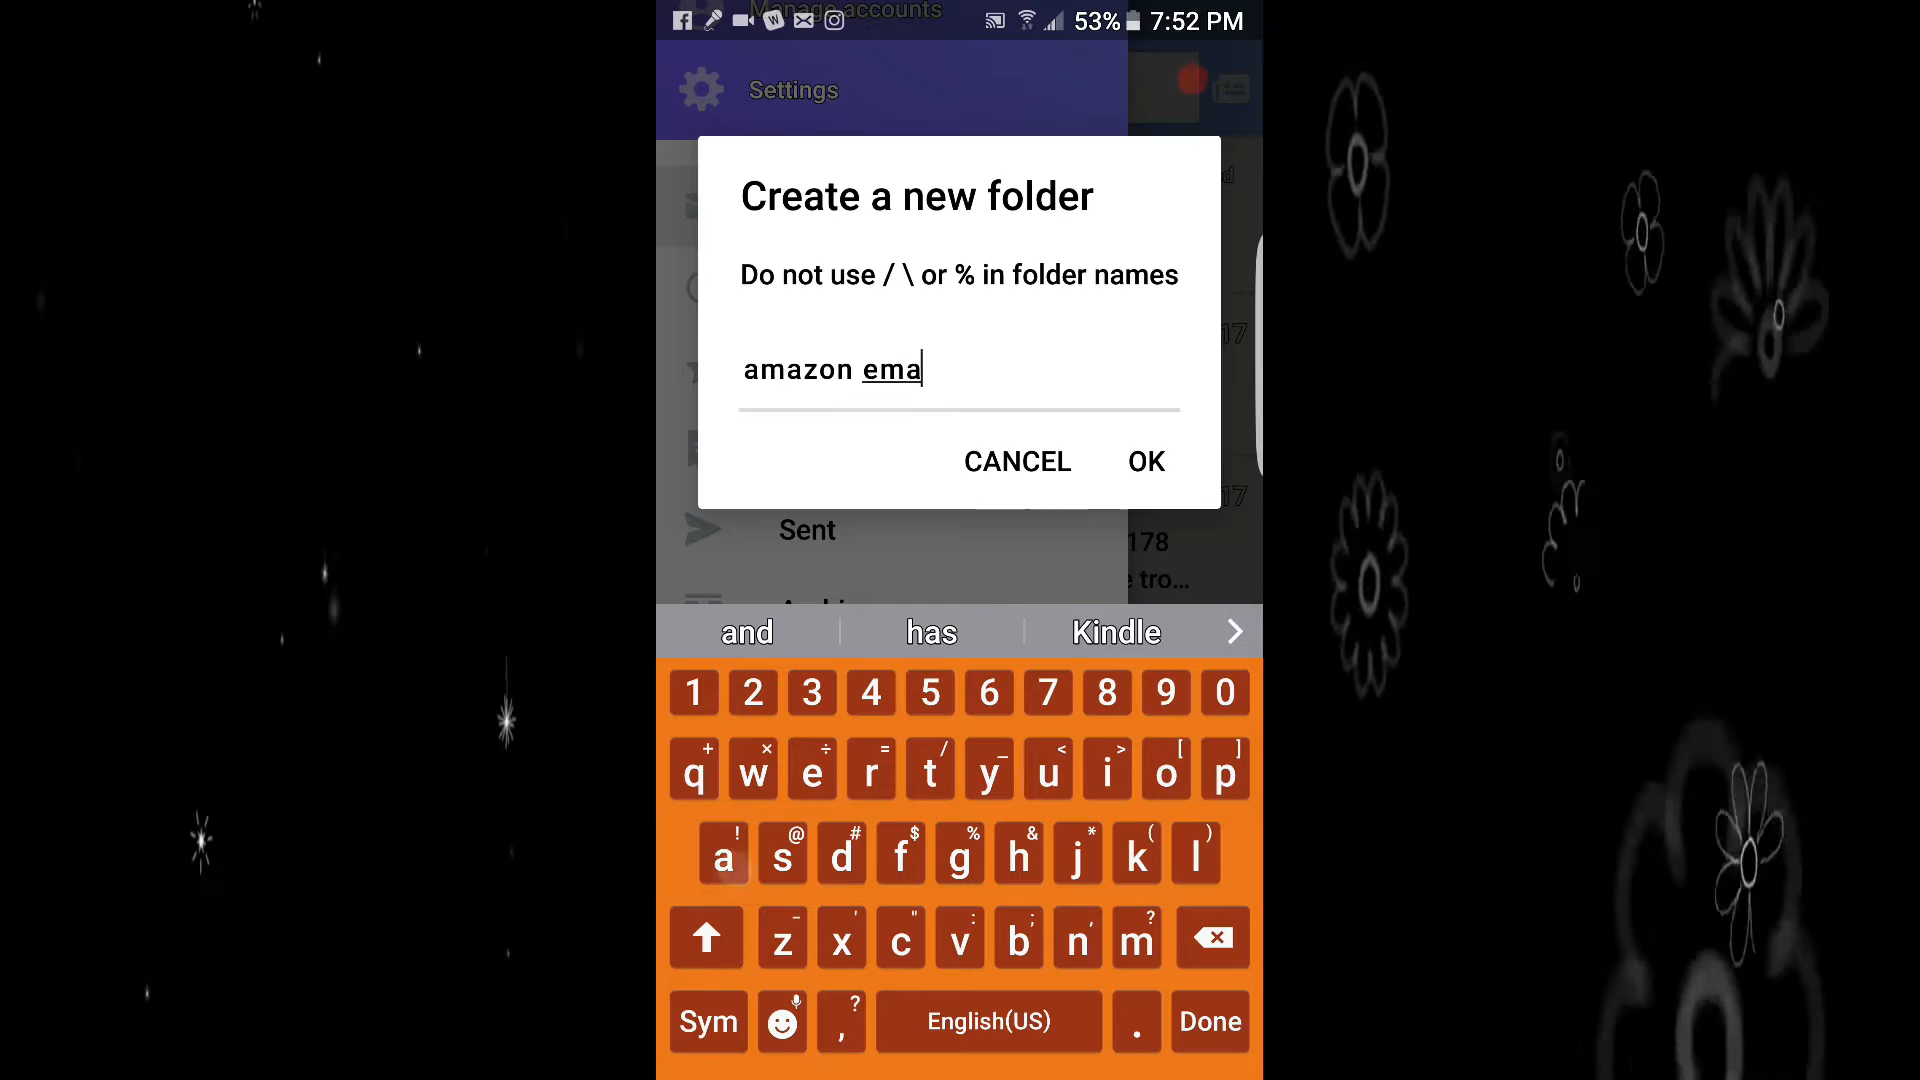 Manage accounts
53% 7:52 PM
Settings
Create a new folder
Do not use / \ or % in folder names
amazon ema
CANCEL OK
17
17
Sent
178
e tro...
and has Kindle
1 2 3 4 5 6 7 8 9 0
+ × ÷ = / _ < > [ ]
q w e r t y u i o p
! @ # $ % & * ( )
a s d f g h j k l
- ' " : ; , ?
z x c v b n m
Sym , ? English(US) . Done